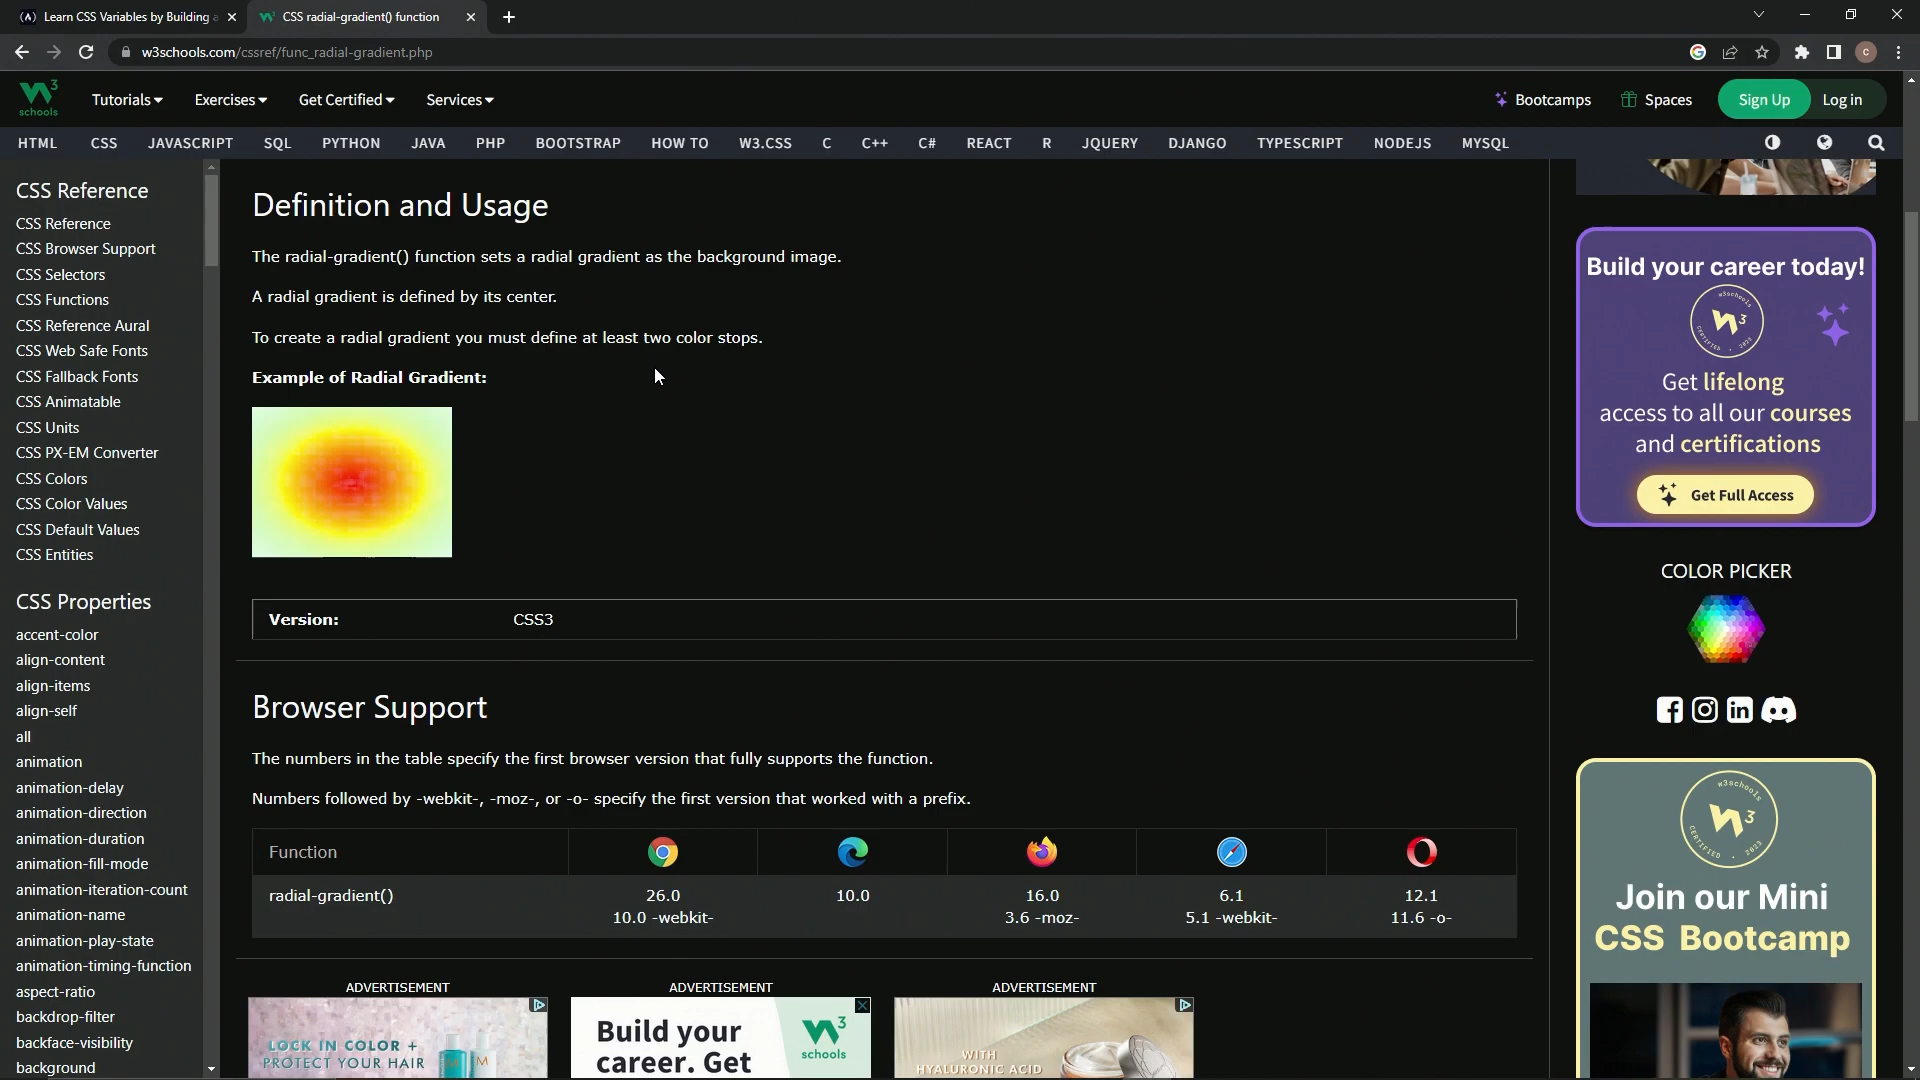 Learn CSS Variables by Building a
CSS radial-gradient() function
w3schools.com/cssref/func_radial-gradient.php
C
3
schools
Tutorials
Exercises
Get Certified
Services
Bootcamps
Spaces
Sign Up
Log in
HTML CSS JAVASCRIPT SQL PYTHON JAVA PHP BOOTSTRAP HOW TO W3.CSS C C++ C# REACT R JQUERY DJANGO TYPESCRIPT NODEJS MYSQL
CSS Reference
CSS Reference
CSS Browser Support
CSS Selectors
CSS Functions
CSS Reference Aural
CSS Web Safe Fonts
CSS Fallback Fonts
CSS Animatable
CSS Units
CSS PX-EM Converter
CSS Colors
CSS Color Values
CSS Default Values
CSS Entities
CSS Properties
accent-color
align-content
align-items
align-self
all
animation
animation-delay
animation-direction
animation-duration
animation-fill-mode
animation-iteration-count
animation-name
animation-play-state
animation-timing-function
aspect-ratio
backdrop-filter
backface-visibility
background
Definition and Usage
The radial-gradient() function sets a radial gradient as the background image.
A radial gradient is defined by its center.
To create a radial gradient you must define at least two color stops.
Example of Radial Gradient:
Version: CSS3
Browser Support
The numbers in the table specify the first browser version that fully supports the function.
Numbers followed by -webkit-, -moz-, or -o- specify the first version that worked with a prefix.
Function
radial-gradient() 26.0 10.0 16.0 6.1 12.1
10.0 -webkit- 3.6 -moz- 5.1 -webkit- 11.6 -o-
ADVERTISEMENT
LOCK IN COLOR +
PROTECT YOUR HAIR
M
ADVERTISEMENT
Build your
career. Get
3
schools
ADVERTISEMENT
WITH
HYALURONIC ACID
Build your career today!
w3schools
3
CERTIFIED . 2023
Get lifelong
access to all our courses
and certifications
Get Full Access
COLOR PICKER
in
w3schools
3
CERTIFIED . 2023
Join our Mini
CSS Bootcamp